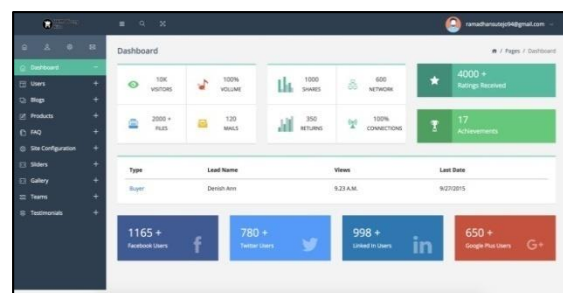 ramadhansutejo94@gmail.com
Dashboard
/ Pages / Dashboard
Dashboard
Users
Blogs
Products
FAQ
Site Configuration
Sliders
Gallery
Teams
Testimonials
10K
VISITORS
100%
VOLUME
1000
SHARES
600
NETWORK
4000 +
Ratings Received
2000 +
FILES
120
MAILS
350
RETURNS
100%
CONNECTIONS
17
Achievements
Type Lead Name Views Last Date
Buyer Denish Ann 9.23 A.M. 9/27/2015
1165 +
Facebook Users
780 +
Twitter Users
998 +
Linked In Users
650 +
Google Plus Users